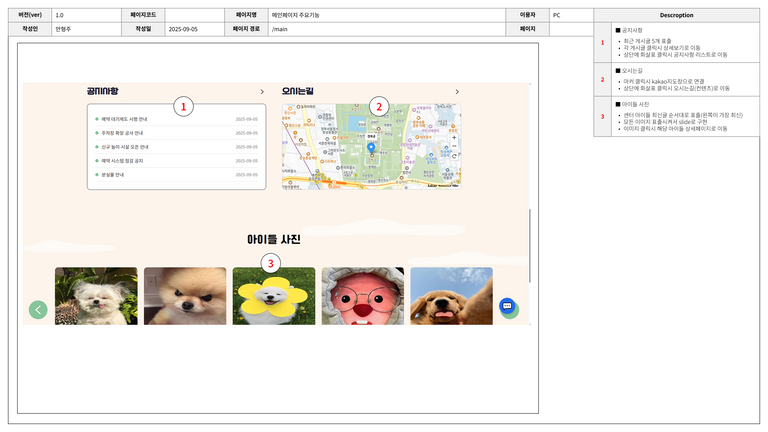 버전(ver) 1.0 페이지코드 페이지명 메인페이지 주요기능 이용자 PC Descroption
작성인 안형주 작성일 2025-09-05 페이지 경로 /main 페이지
1
■ 공지사항
• 최근 게시글 5개 표출
• 각 게시글 클릭시 상세보기로 이동
• 상단에 화살표 클릭시 공지사항 리스트로 이동
2
■ 오시는길
• 마커 클릭시 kakao지도창으로 연결
• 상단에 화살표 클릭시 오시는길(컨텐츠)로 이동
3
■ 아이들 사진
• 센터 아이들 최신글 순서대로 표출(왼쪽이 가장 최신)
• 모든 이미지 표출시켜서 slide로 구현
• 이미지 클릭시 해당 아이들 상세페이지로 이동
공지사항 >
1
예약 대기제도 시행 안내 2025-09-05
주차장 확장 공사 안내 2025-09-05
신규 놀이 시설 오픈 안내 2025-09-05
예약 시스템 점검 공지 2025-09-05
분실물 안내 2025-09-05
오시는길 >
2
아이들 사진
3